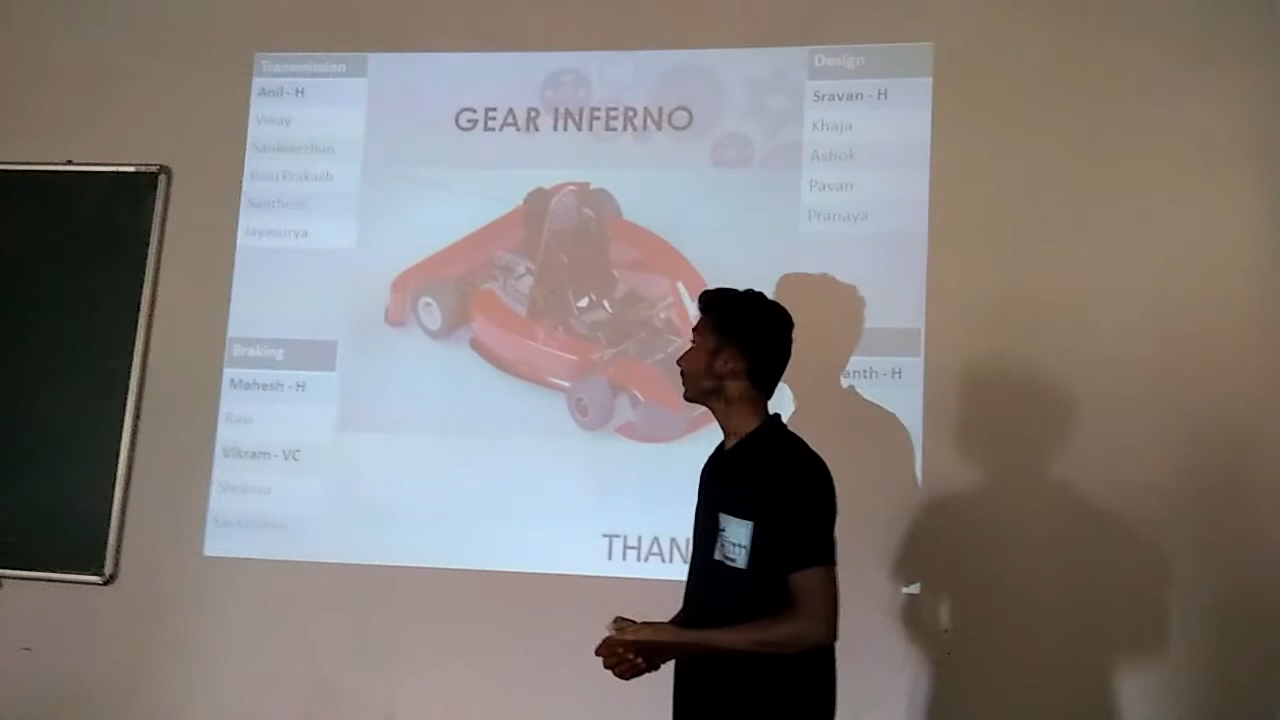 Transmission
Anil - H
Vinay
Sankeerthan
Balu Prakash
Santhosh
Jayasurya
GEAR INFERNO
Design
Sravan - H
Khaja
Ashok
Pavan
Pranaya
Braking
Mahesh - H
Ravi
Vikram - VC
anth - H
THAN